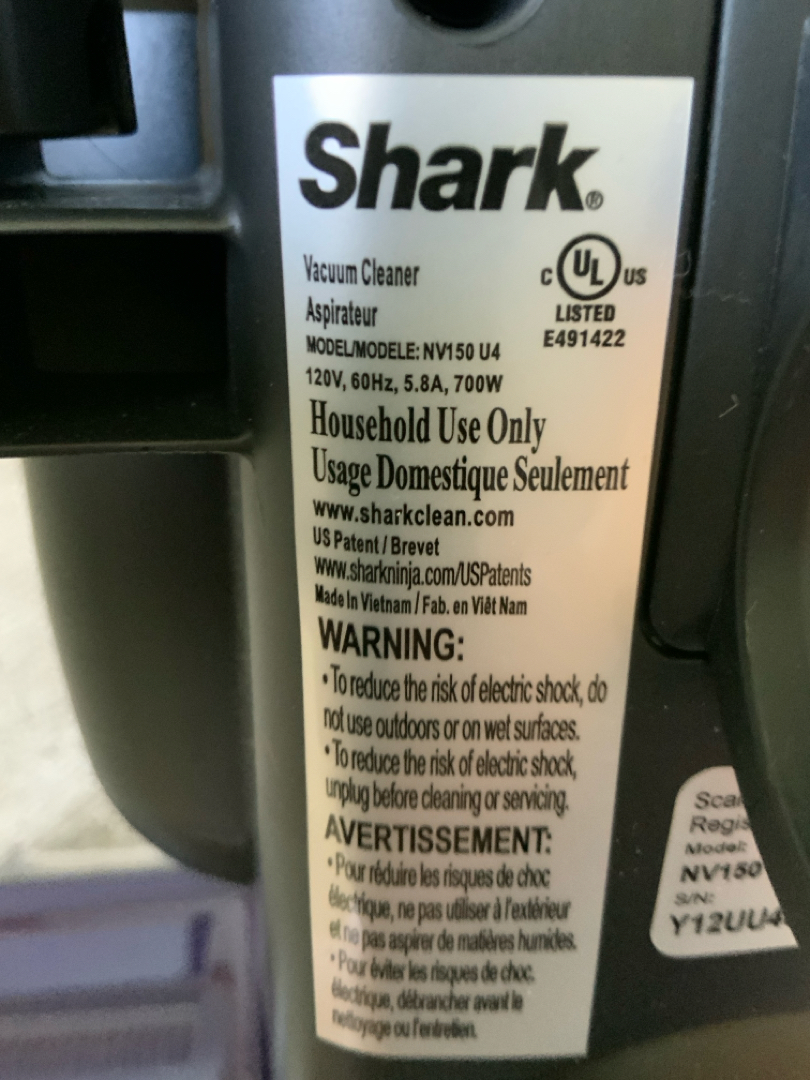 Shark®
Vacuum Cleaner
Aspirateur
MODEL/MODELE: NV150 U4
120V, 60Hz, 5.8A, 700W
C UL US
LISTED
E491422
Household Use Only
Usage Domestique Seulement
www.sharkclean.com
US Patent / Brevet
www.sharkninja.com/USPatents
Made In Vietnam / Fab. en Viêt Nam
WARNING:
• To reduce the risk of electric shock, do
not use outdoors or on wet surfaces.
• To reduce the risk of electric shock,
unplug before cleaning or servicing.
AVERTISSEMENT:
• Pour réduire les risques de choc
électrique, ne pas utiliser à l'extérieur
et ne pas aspirer de matières humides.
• Pour éviter les risques de choc
électrique, débrancher avant le
nettoyage ou l'entretien.
Model:
NV150
S/N:
Y12UU4